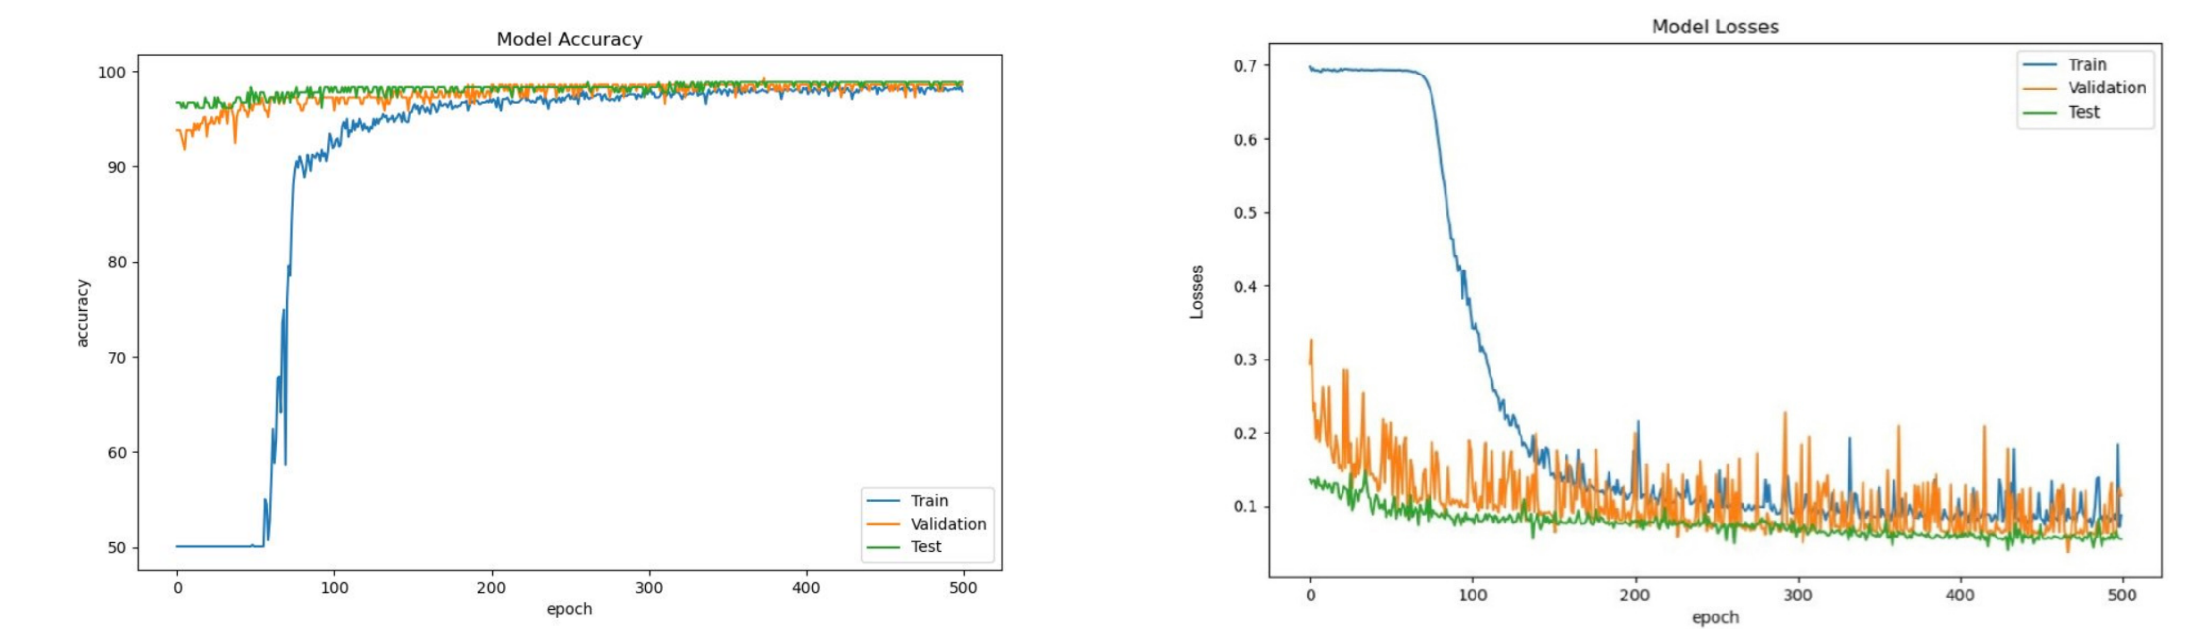 Model Accuracy
100
90
80
70
60
50
accuracy
Train
Validation
Test
0 100 200 300 400 500
epoch
Model Losses
0.7
0.6
0.5
0.4
0.3
0.2
0.1
Losses
Train
Validation
Test
0 100 200 300 400 500
epoch